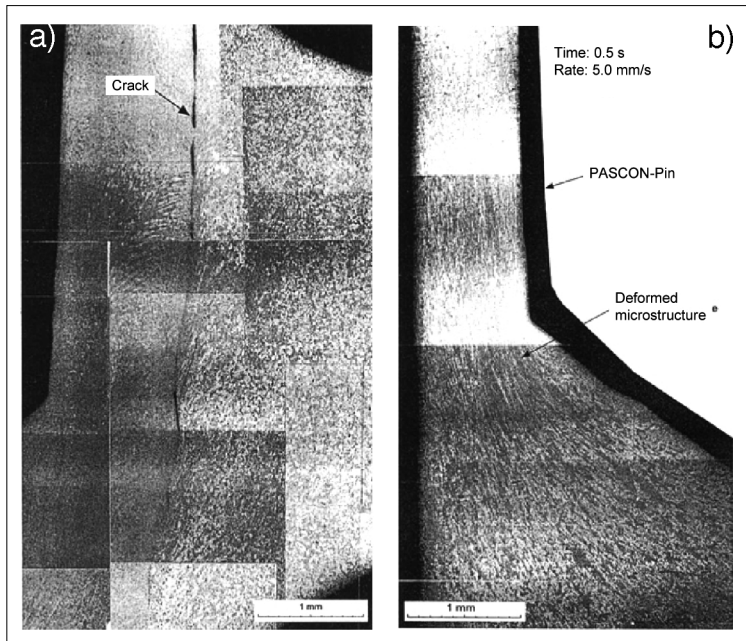 a)
Crack
1 mm
b)
Time: 0.5 s
Rate: 5.0 mm/s
PASCON-Pin
Deformed
microstructure e
1 mm